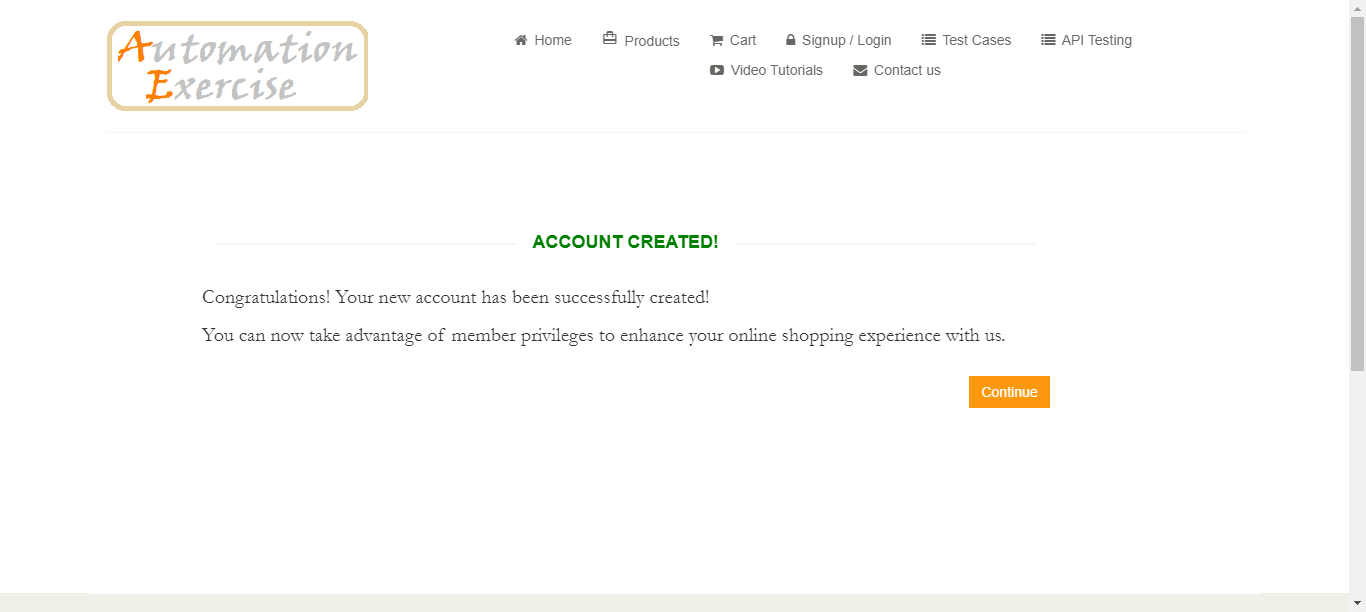 Automation
Exercise
Home Products Cart Signup / Login Test Cases API Testing
Video Tutorials Contact us
ACCOUNT CREATED!
Congratulations! Your new account has been successfully created!
You can now take advantage of member privileges to enhance your online shopping experience with us.
Continue